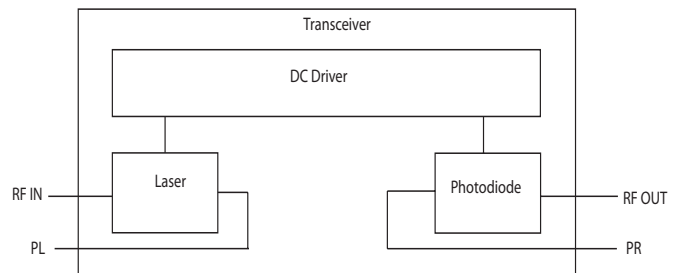 Transceiver
DC Driver
Laser
Photodiode
RF IN
RF OUT
PL
PR